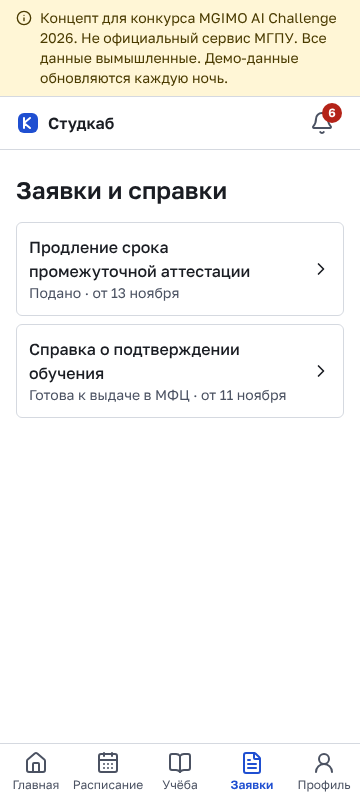 Концепт для конкурса MGIMO AI Challenge
2026. Не официальный сервис МГПУ. Все
данные вымышленные. Демо-данные
обновляются каждую ночь.
Студкаб
6
Заявки и справки
Продление срока
промежуточной аттестации
Подано · от 13 ноября
Справка о подтверждении
обучения
Готова к выдаче в МФЦ · от 11 ноября
Главная
Расписание
Учёба
Заявки
Профиль